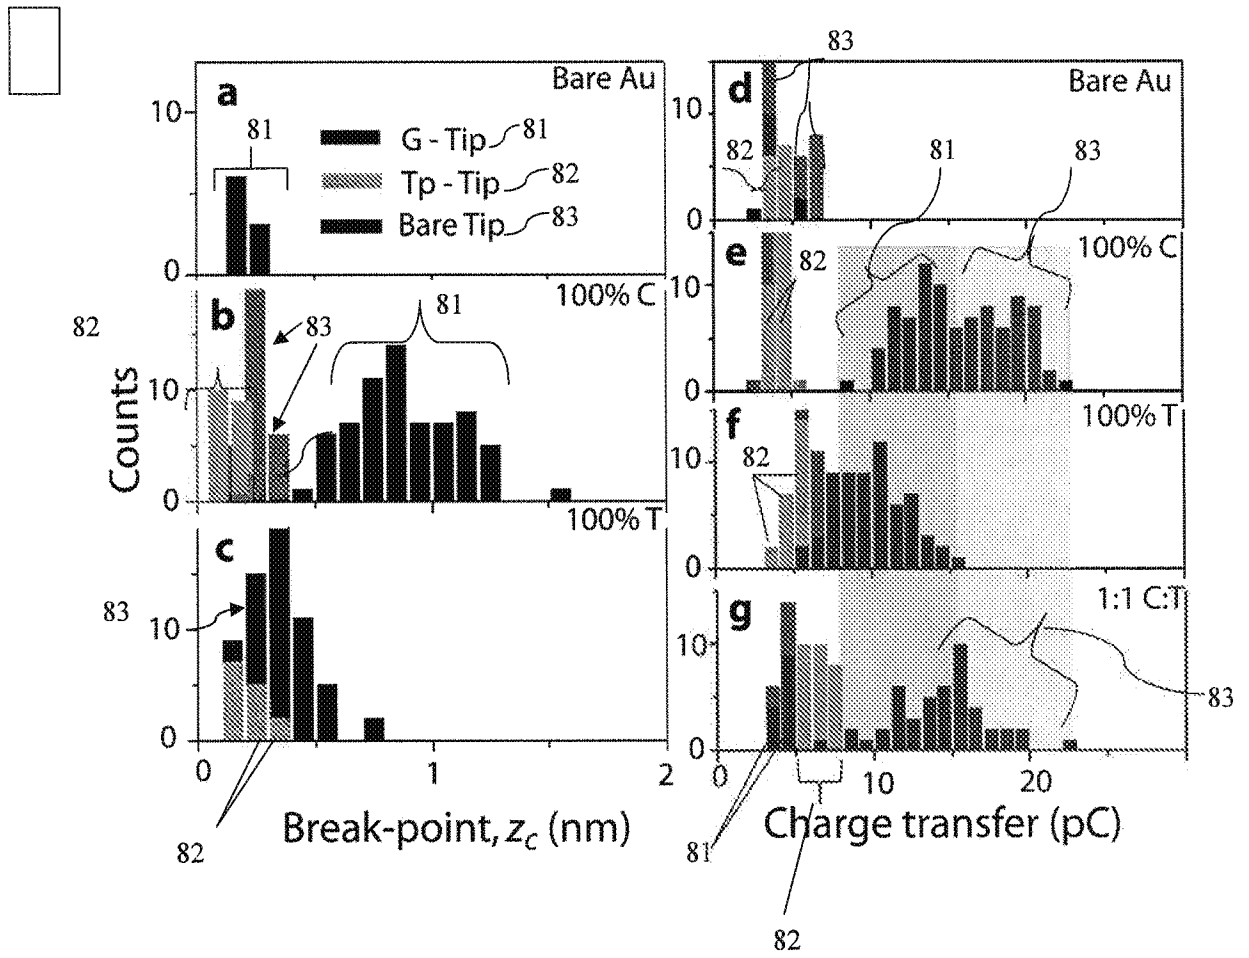 a
Bare Au
10
81
G - Tip 81
Tp - Tip 82
Bare Tip 83
0
b
100% C
82
83
81
10
0
c
100% T
83
10
0
0
1
2
82
Counts
Break-point, zc (nm)
d
83
Bare Au
10
82
81
83
0
e
82
100% C
10
0
f
100% T
10
82
0
g
1:1 C:T
10
83
0
0
10
20
81
Charge transfer (pC)
82